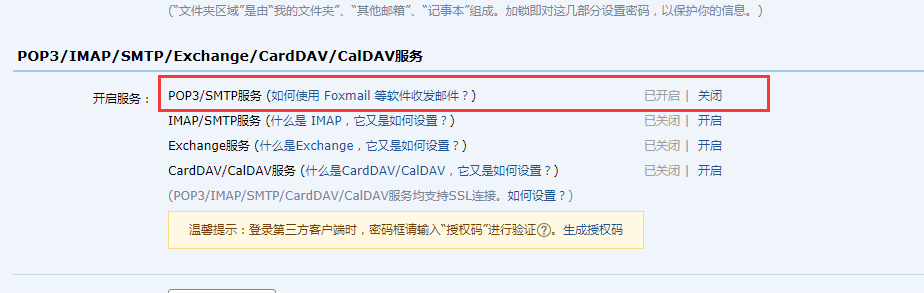 (“文件夹区域”是由“我的文件夹”、“其他邮箱”、“记事本”组成。加锁即对这几部分设置密码，以保护你的信息。)
POP3/IMAP/SMTP/Exchange/CardDAV/CalDAV服务
开启服务： POP3/SMTP服务 (如何使用 Foxmail 等软件收发邮件？) 已开启 | 关闭
IMAP/SMTP服务 (什么是 IMAP，它又是如何设置？) 已关闭 | 开启
Exchange服务 (什么是Exchange，它又是如何设置？) 已关闭 | 开启
CardDAV/CalDAV服务 (什么是CardDAV/CalDAV，它又是如何设置？) 已关闭 | 开启
(POP3/IMAP/SMTP/CardDAV/CalDAV服务均支持SSL连接。如何设置？)
温馨提示：登录第三方客户端时，密码框请输入“授权码”进行验证?。生成授权码